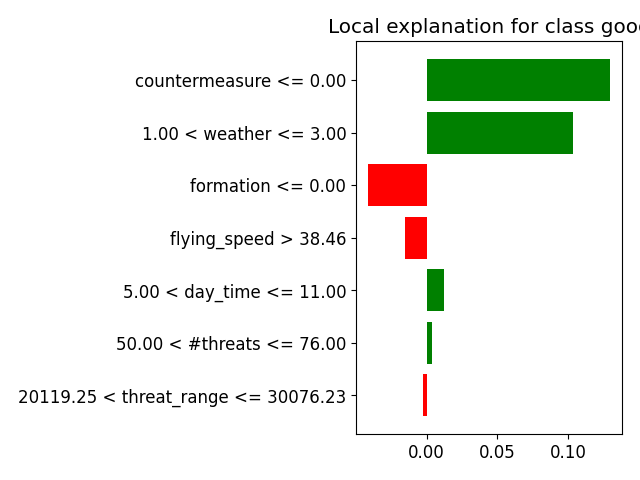 Local explanation for class good
countermeasure <= 0.00
1.00 < weather <= 3.00
formation <= 0.00
flying_speed > 38.46
5.00 < day_time <= 11.00
50.00 < #threats <= 76.00
20119.25 < threat_range <= 30076.23
0.00 0.05 0.10